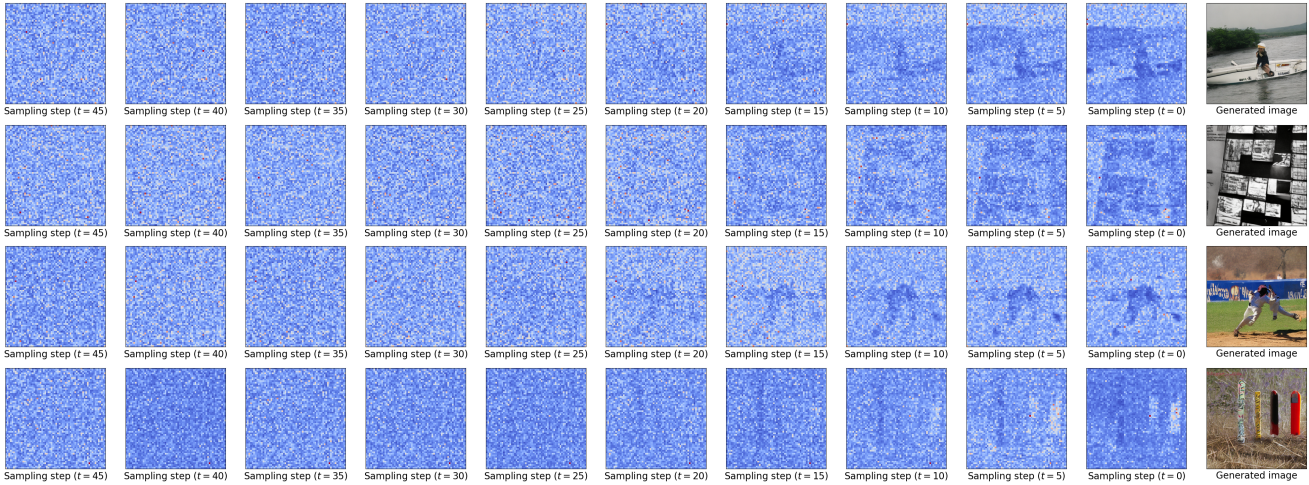 Sampling step (t = 45) Sampling step (t = 40) Sampling step (t = 35) Sampling step (t = 30) Sampling step (t = 25) Sampling step (t = 20) Sampling step (t = 15) Sampling step (t = 10) Sampling step (t = 5) Sampling step (t = 0) Generated image
Sampling step (t = 45) Sampling step (t = 40) Sampling step (t = 35) Sampling step (t = 30) Sampling step (t = 25) Sampling step (t = 20) Sampling step (t = 15) Sampling step (t = 10) Sampling step (t = 5) Sampling step (t = 0) Generated image
Sampling step (t = 45) Sampling step (t = 40) Sampling step (t = 35) Sampling step (t = 30) Sampling step (t = 25) Sampling step (t = 20) Sampling step (t = 15) Sampling step (t = 10) Sampling step (t = 5) Sampling step (t = 0) Generated image
Sampling step (t = 45) Sampling step (t = 40) Sampling step (t = 35) Sampling step (t = 30) Sampling step (t = 25) Sampling step (t = 20) Sampling step (t = 15) Sampling step (t = 10) Sampling step (t = 5) Sampling step (t = 0) Generated image